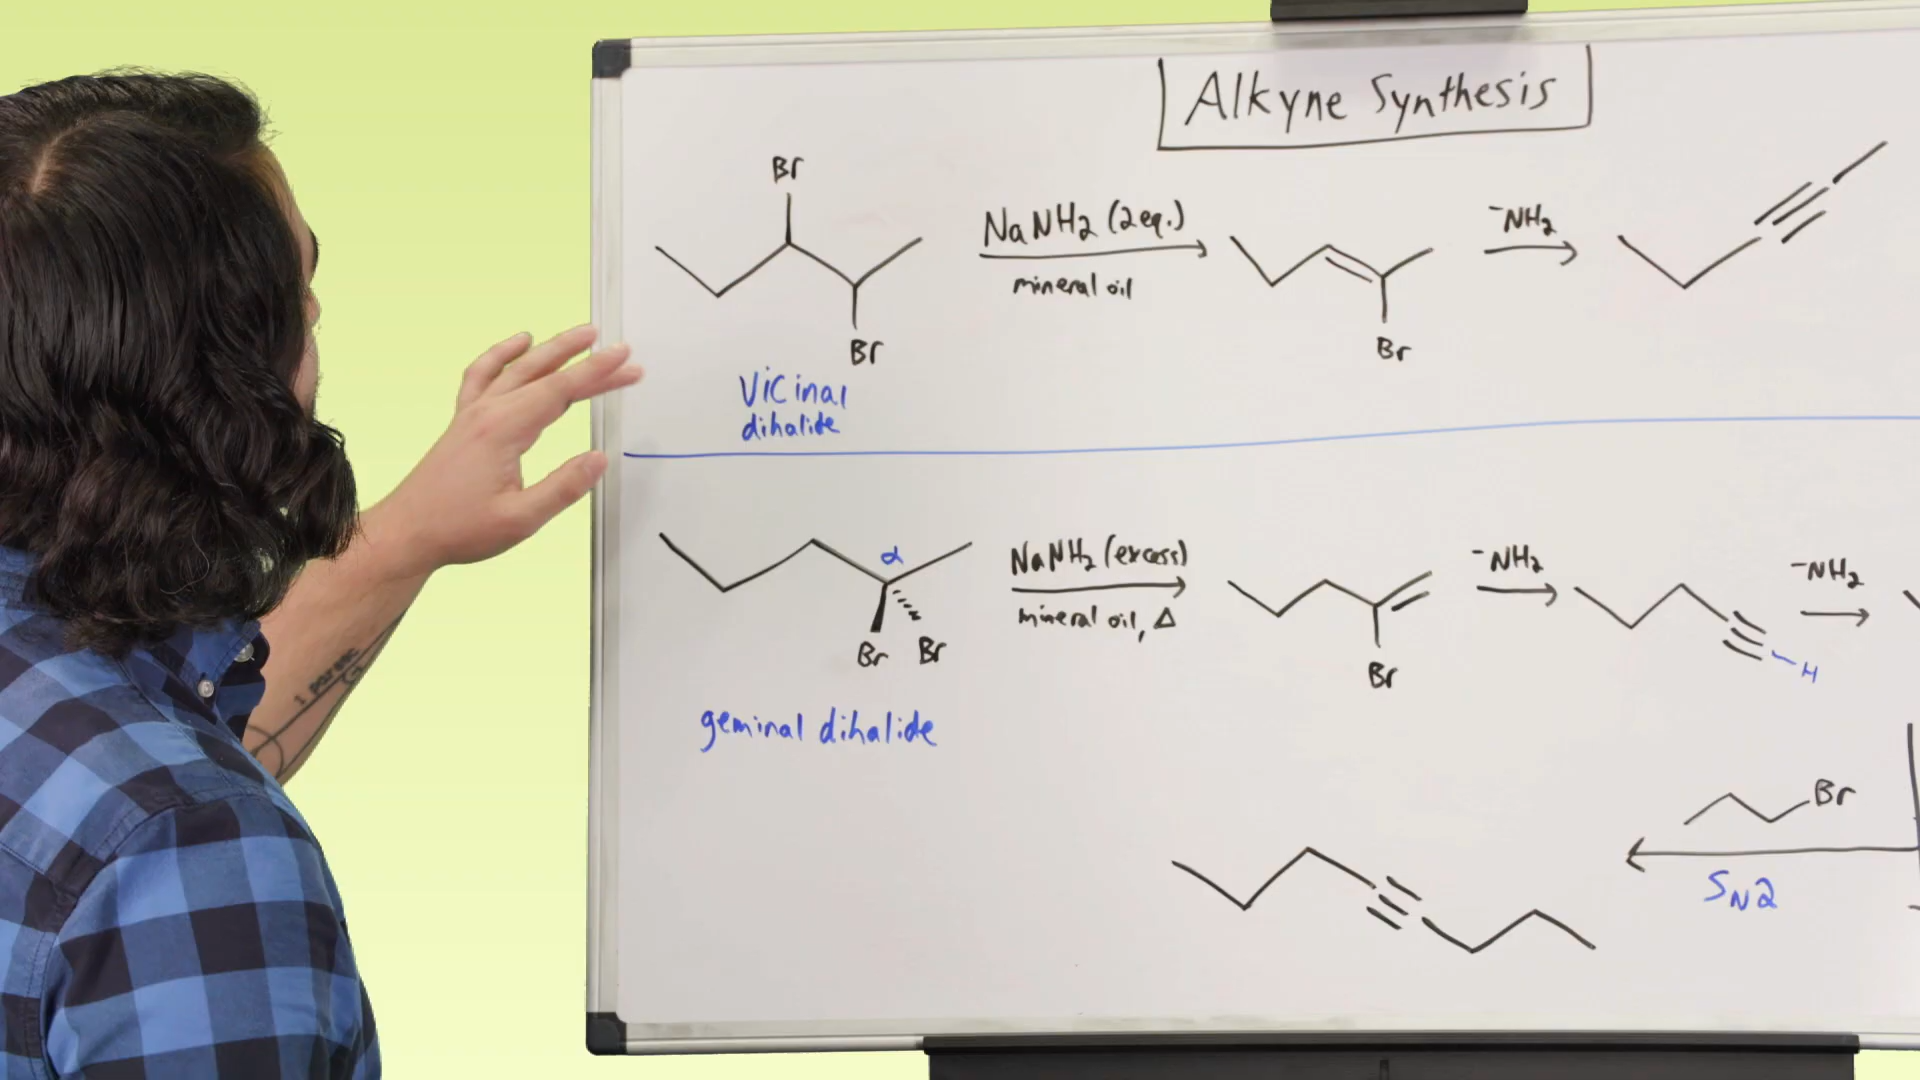 Alkyne Synthesis
Br
Br
NaNH2 (2eq.)
mineral oil
Br
-NH2
Vicinal
dihalide
α
Br Br
NaNH2 (excess)
mineral oil, Δ
Br
-NH2
H
-NH2
geminal dihalide
Br
SN2